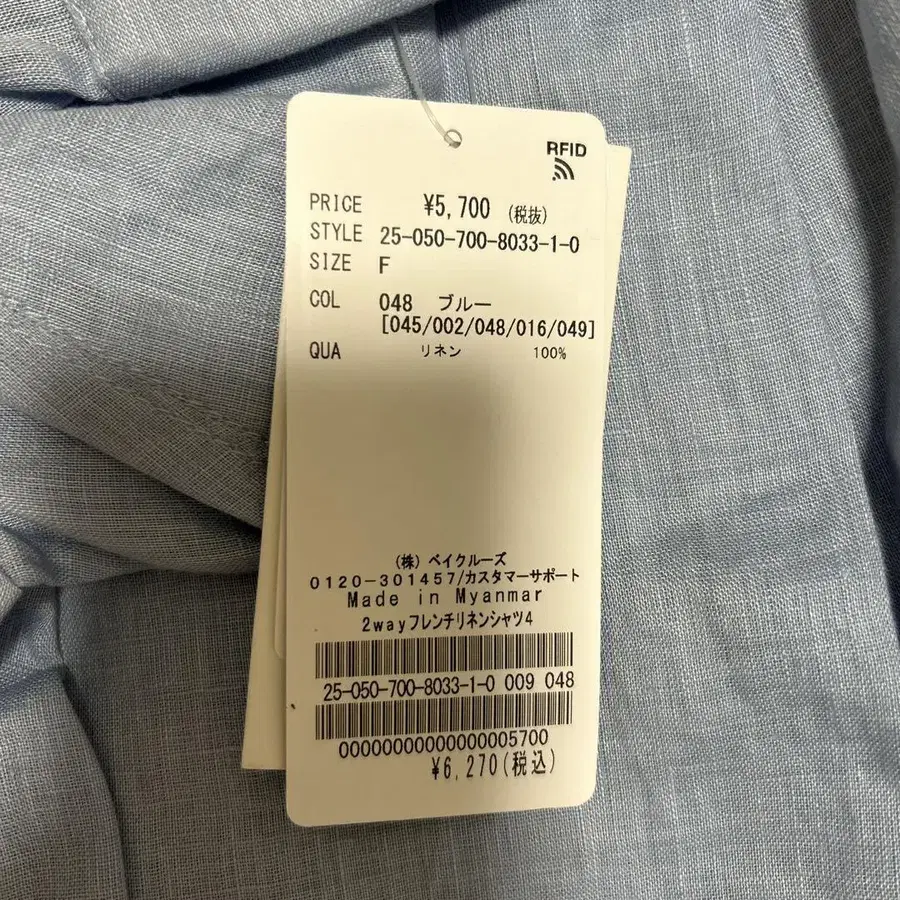 RFID
PRICE ¥5,700 (税抜)
STYLE 25-050-700-8033-1-0
SIZE F
COL 048 ブルー
[045/002/048/016/049]
QUA リネン 100%
(株) ベイクルーズ
0120-301457/カスタマーサポート
Made in Myanmar
2wayフレンチリネンシャツ4
25-050-700-8033-1-0 009 048
00000000000000005700
¥6,270(税込)